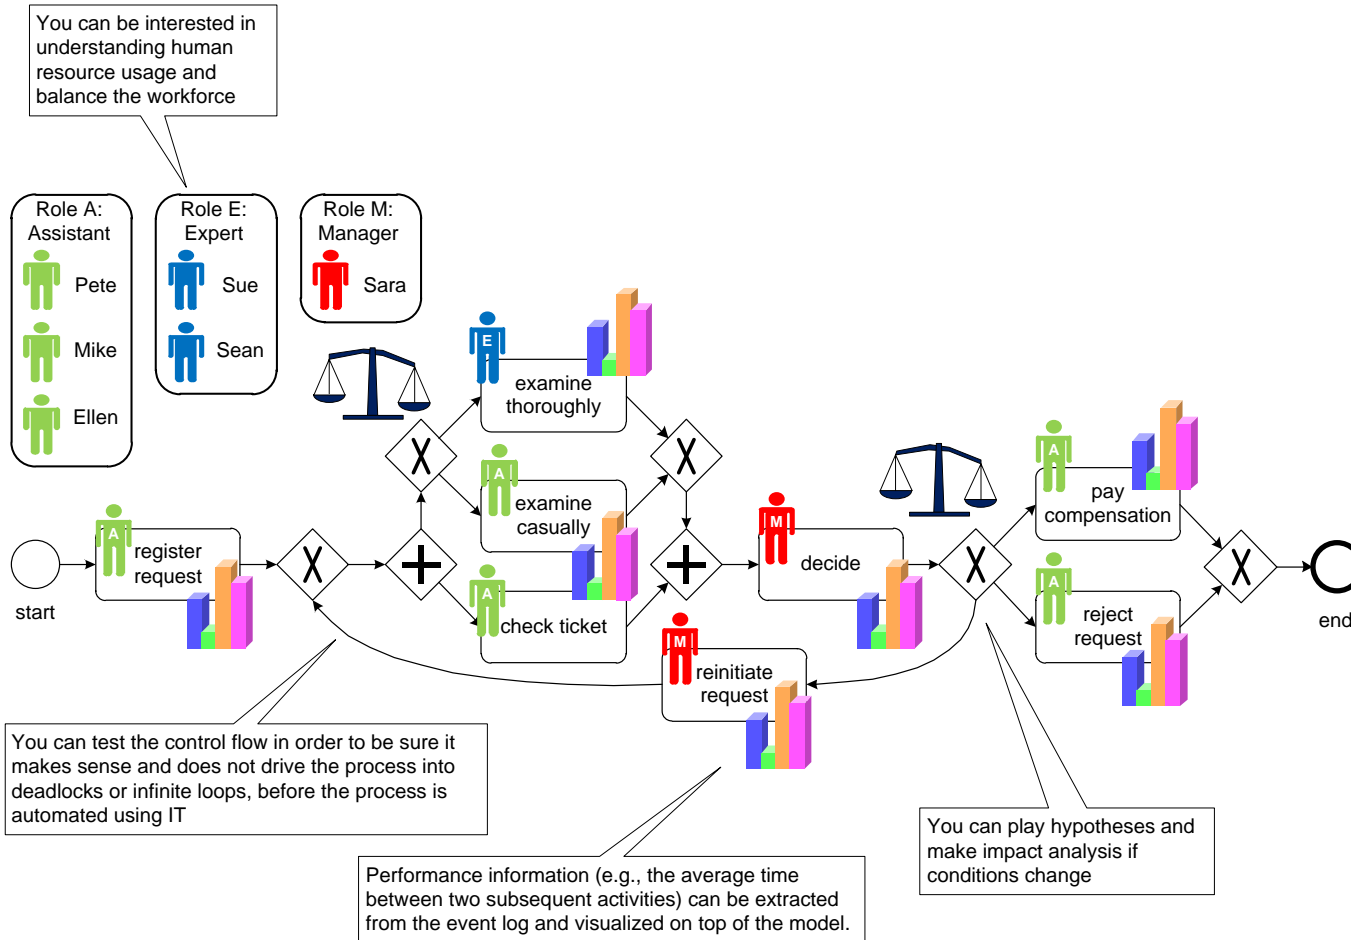 You can be interested in
understanding human
resource usage and
balance the workforce
Role A:
Assistant
Pete
Mike
Ellen
Role E:
Expert
Sue
Sean
Role M:
Manager
Sara
E
examine
thoroughly
A
examine
casually
A
register
request
start
A
check ticket
M
decide
M
reinitiate
request
A
pay
compensation
A
reject
request
end
You can test the control flow in order to be sure it
makes sense and does not drive the process into
deadlocks or infinite loops, before the process is
automated using IT
Performance information (e.g., the average time
between two subsequent activities) can be extracted
from the event log and visualized on top of the model.
You can play hypotheses and
make impact analysis if
conditions change